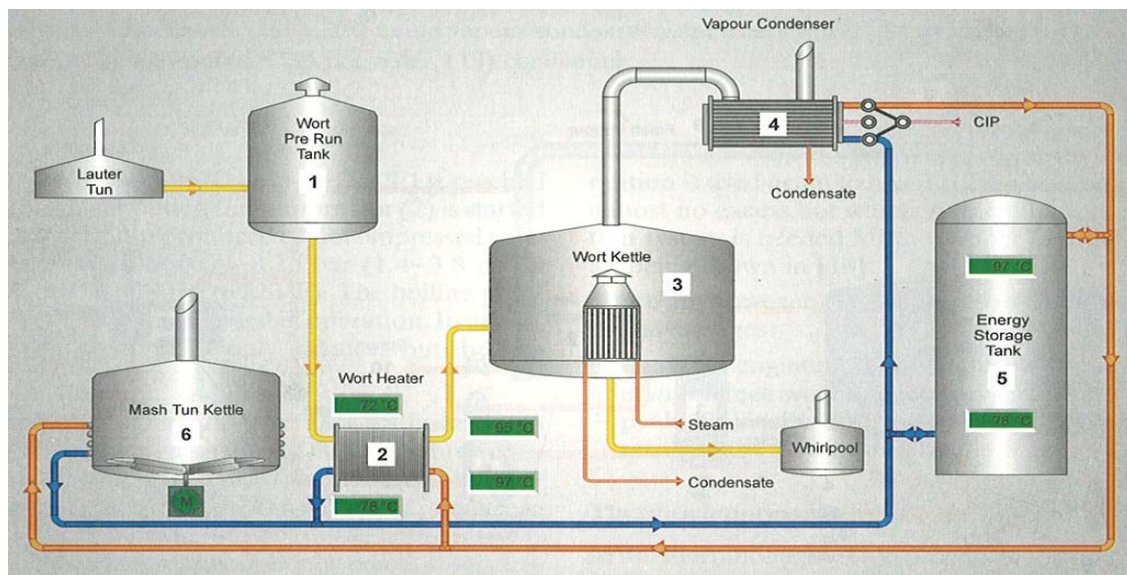 Vapour Condenser
4
CIP
Condensate
Wort
Pre Run
Tank
1
Lauter
Tun
Wort Kettle
3
97 °C
Energy
Storage
Tank
5
78 °C
Wort Heater
72 °C
95 °C
2
97 °C
78 °C
Mash Tun Kettle
6
M
Steam
Whirlpool
Condensate